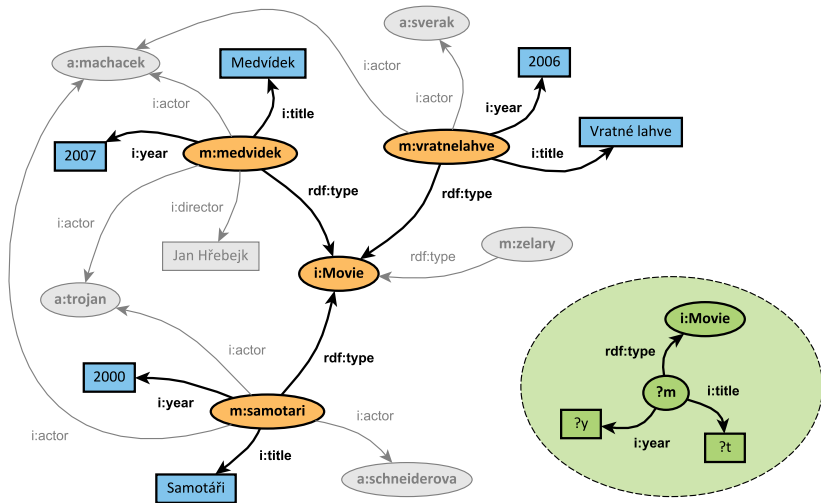 a:sverak
i:actor
a:machacek
Medvídek
2006
i:actor
i:actor
i:title
i:year
Vratné lahve
2007
i:year
m:medvidek
m:vratnelahve
i:title
rdf:type
rdf:type
i:actor
i:director
Jan Hřebejk
rdf:type
m:zelary
i:Movie
a:trojan
i:Movie
i:actor
rdf:type
rdf:type
2000
i:year
m:samotari
?m
i:title
?y
i:year
?t
i:actor
i:title
i:actor
Samotáři
a:schneiderova